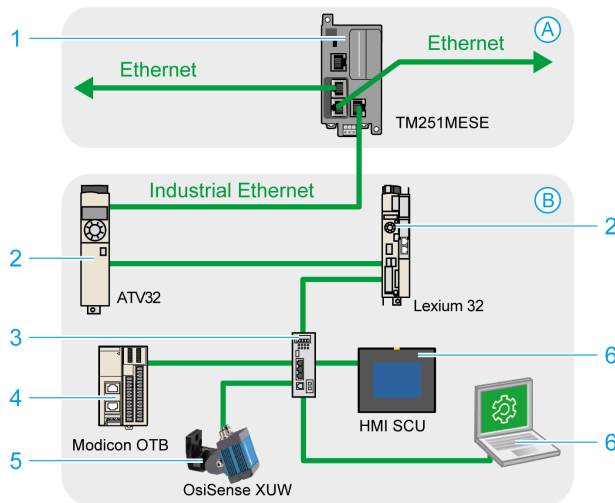 1
A
Ethernet
Ethernet
TM251MESE
Industrial Ethernet
B
2
2
ATV32
Lexium 32
3
6
4
HMI SCU
Modicon OTB
6
5
OsiSense XUW